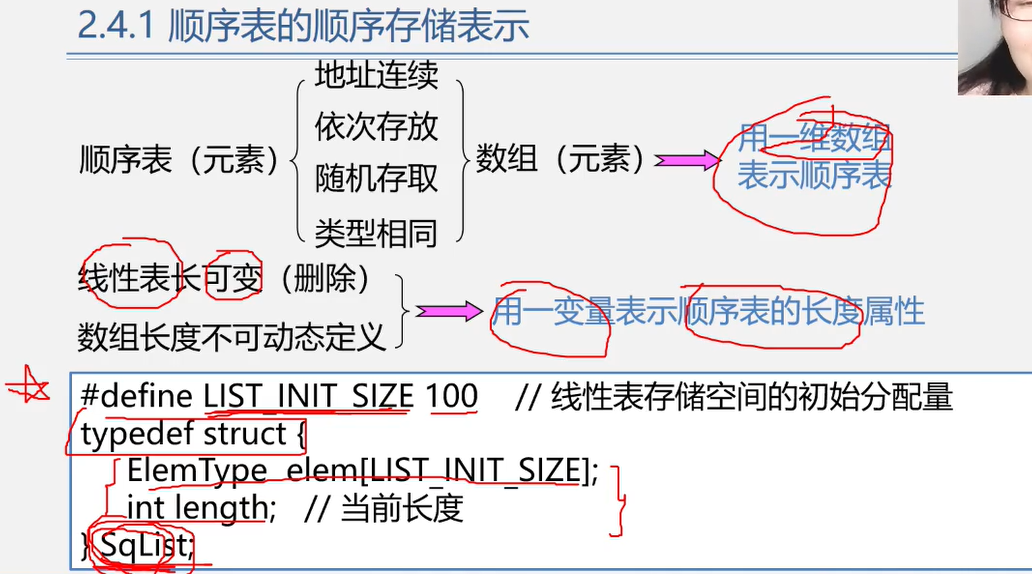 2.4.1 顺序表的顺序存储表示
地址连续
依次存放
顺序表（元素） 随机存取 数组（元素）
类型相同
用一维数组
表示顺序表
线性表长可变（删除）
数组长度不可动态定义
用一变量表示顺序表的长度属性
#define LIST_INIT_SIZE 100 // 线性表存储空间的初始分配量
typedef struct {
ElemType elem[LIST_INIT_SIZE];
int length; // 当前长度
} SqList;